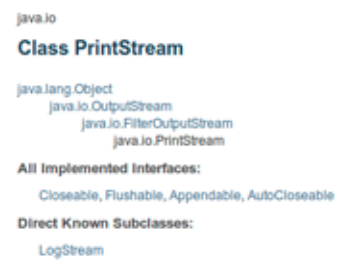 java.io
Class PrintStream
java.lang.Object
java.io.OutputStream
java.io.FilterOutputStream
java.io.PrintStream
All Implemented Interfaces:
Closeable, Flushable, Appendable, AutoCloseable
Direct Known Subclasses:
LogStream